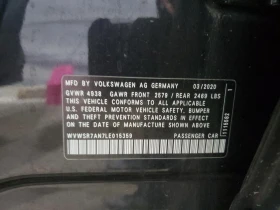 MFD BY VOLKSWAGEN AG GERMANY 03/2020
GVWR 4938 GAWR FRONT 2679 / REAR 2469 LBS
THIS VEHICLE CONFORMS TO ALL APPLICABLE
U.S. FEDERAL MOTOR VEHICLE SAFETY, BUMPER,
AND THEFT PREVENTION STANDARDS IN EFFECT
ON THE DATE OF MANUFACTURE SHOWN ABOVE
WVWSR7AN7LE015359 PASSENGER CAR